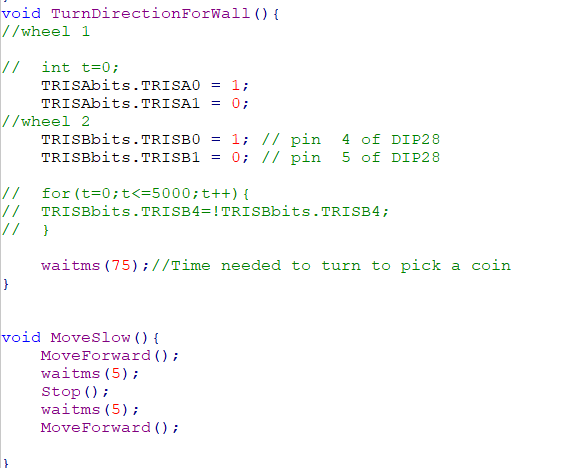 void TurnDirectionForWall(){
//wheel 1
//  int t=0;
    TRISAbits.TRISA0 = 1;
    TRISAbits.TRISA1 = 0;
//wheel 2
    TRISBbits.TRISB0 = 1; // pin  4 of DIP28
    TRISBbits.TRISB1 = 0; // pin  5 of DIP28
//  for(t=0;t<=5000;t++){
//  TRISBbits.TRISB4=!TRISBbits.TRISB4;
//  }
    waitms(75);//Time needed to turn to pick a coin
}
void MoveSlow(){
    MoveForward();
    waitms(5);
    Stop();
    waitms(5);
    MoveForward();
}